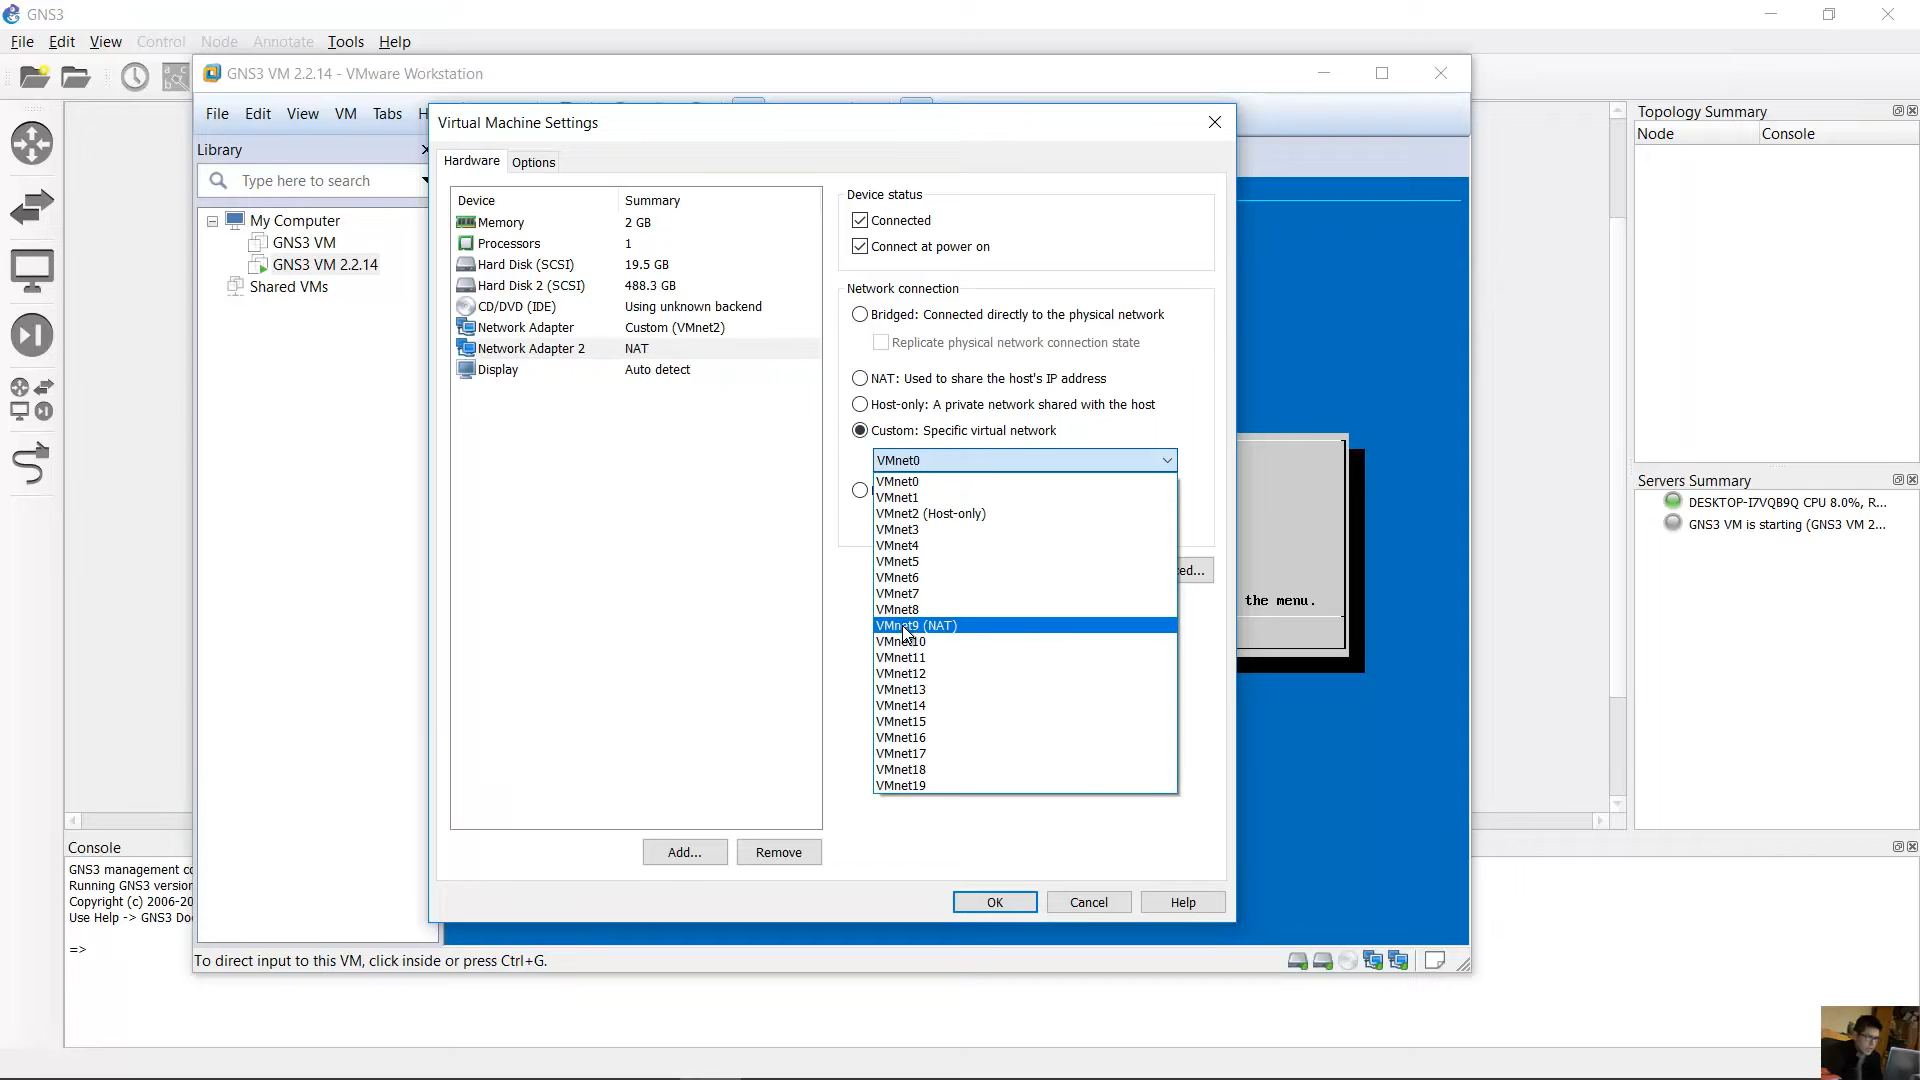 GNS3
File Edit View Control Node Annotate Tools Help
GNS3 VM 2.2.14 - VMware Workstation
File Edit View VM Tabs H
Library
Type here to search
My Computer
GNS3 VM
GNS3 VM 2.2.14
Shared VMs
Virtual Machine Settings
Hardware Options
Device Summary
Memory 2 GB
Processors 1
Hard Disk (SCSI) 19.5 GB
Hard Disk 2 (SCSI) 488.3 GB
CD/DVD (IDE) Using unknown backend
Network Adapter Custom (VMnet2)
Network Adapter 2 NAT
Display Auto detect
Add... Remove
Device status
Connected
Connect at power on
Network connection
Bridged: Connected directly to the physical network
Replicate physical network connection state
NAT: Used to share the host's IP address
Host-only: A private network shared with the host
Custom: Specific virtual network
VMnet0
VMnet0
VMnet1
VMnet2 (Host-only)
VMnet3
VMnet4
VMnet5
VMnet6
VMnet7
VMnet8
VMnet9 (NAT)
VMnet10
VMnet11
VMnet12
VMnet13
VMnet14
VMnet15
VMnet16
VMnet17
VMnet18
VMnet19
ed...
OK Cancel Help
the menu.
To direct input to this VM, click inside or press Ctrl+G.
Topology Summary
Node Console
Servers Summary
DESKTOP-I7VQB9Q CPU 8.0%, R...
GNS3 VM is starting (GNS3 VM 2...
Console
GNS3 management co
Running GNS3 version
Copyright (c) 2006-20
Use Help -> GNS3 Do
=>